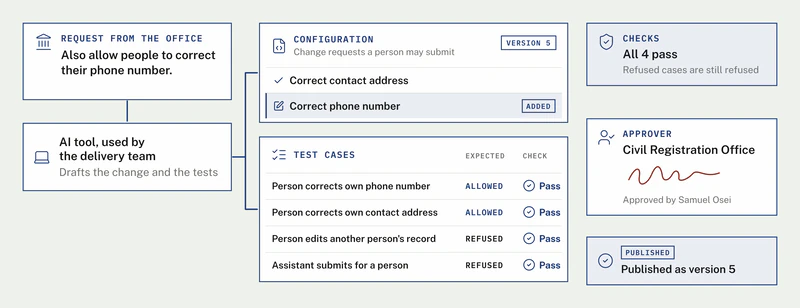 REQUEST FROM THE OFFICE
Also allow people to correct
their phone number.
AI tool, used by
the delivery team
Drafts the change and the tests
CONFIGURATION
Change requests a person may submit
VERSION 5
Correct contact address
Correct phone number
ADDED
TEST CASES EXPECTED CHECK
Person corrects own phone number ALLOWED Pass
Person corrects own contact address ALLOWED Pass
Person edits another person's record REFUSED Pass
Assistant submits for a person REFUSED Pass
CHECKS
All 4 pass
Refused cases are still refused
APPROVER
Civil Registration Office
Approved by Samuel Osei
PUBLISHED
Published as version 5